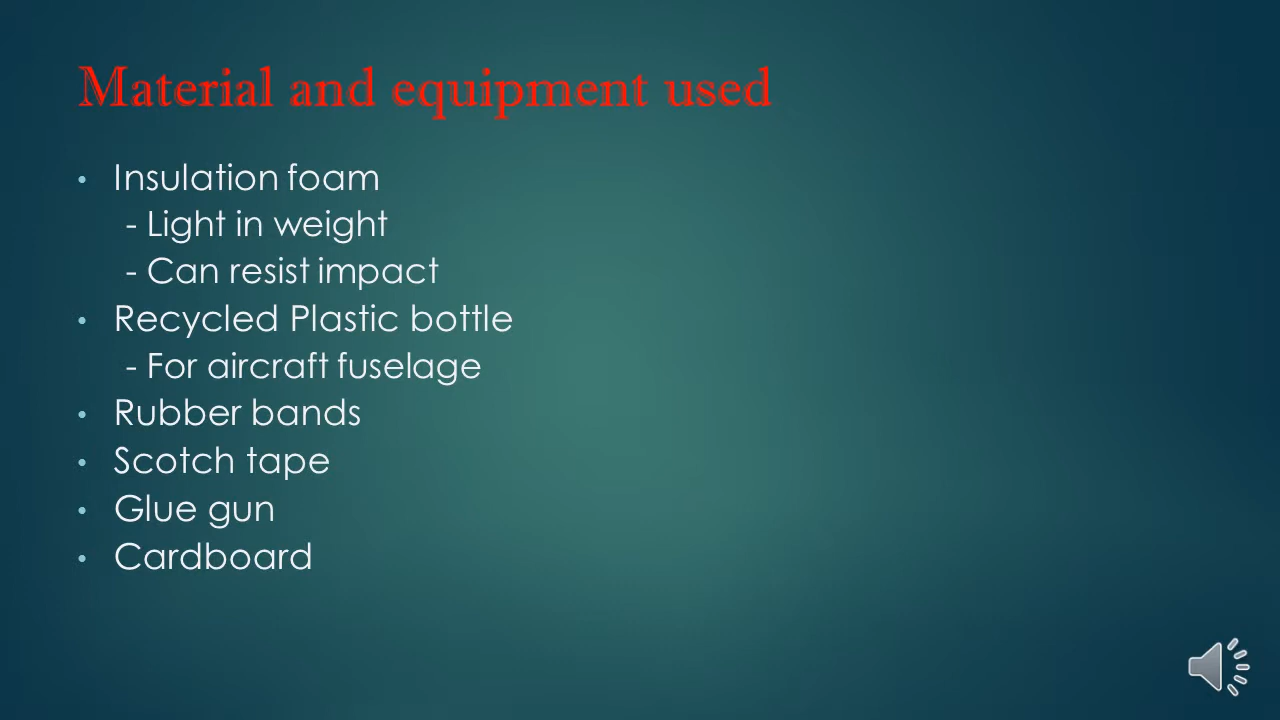 Material and equipment used
• Insulation foam
- Light in weight
- Can resist impact
• Recycled Plastic bottle
- For aircraft fuselage
• Rubber bands
• Scotch tape
• Glue gun
• Cardboard